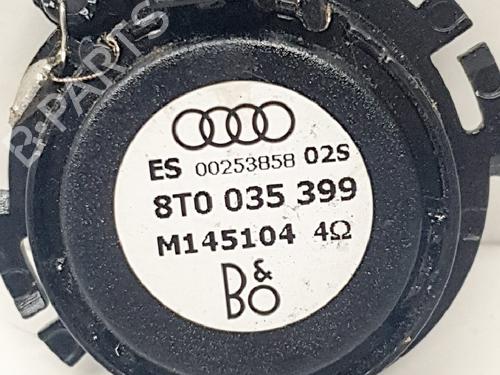 B-PARTS
ES 00253858 02S
8T0 035 399
M145104 4Ω
B&O